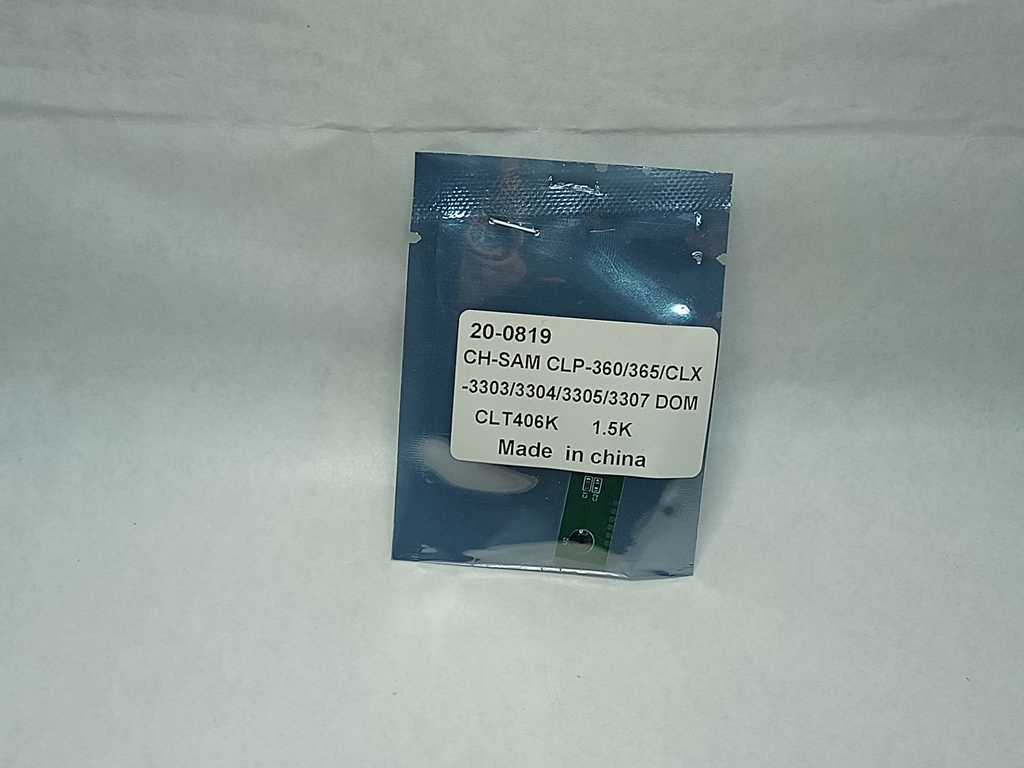 20-0819
CH-SAM CLP-360/365/CLX
-3303/3304/3305/3307 DOM
CLT406K 1.5K
Made in china